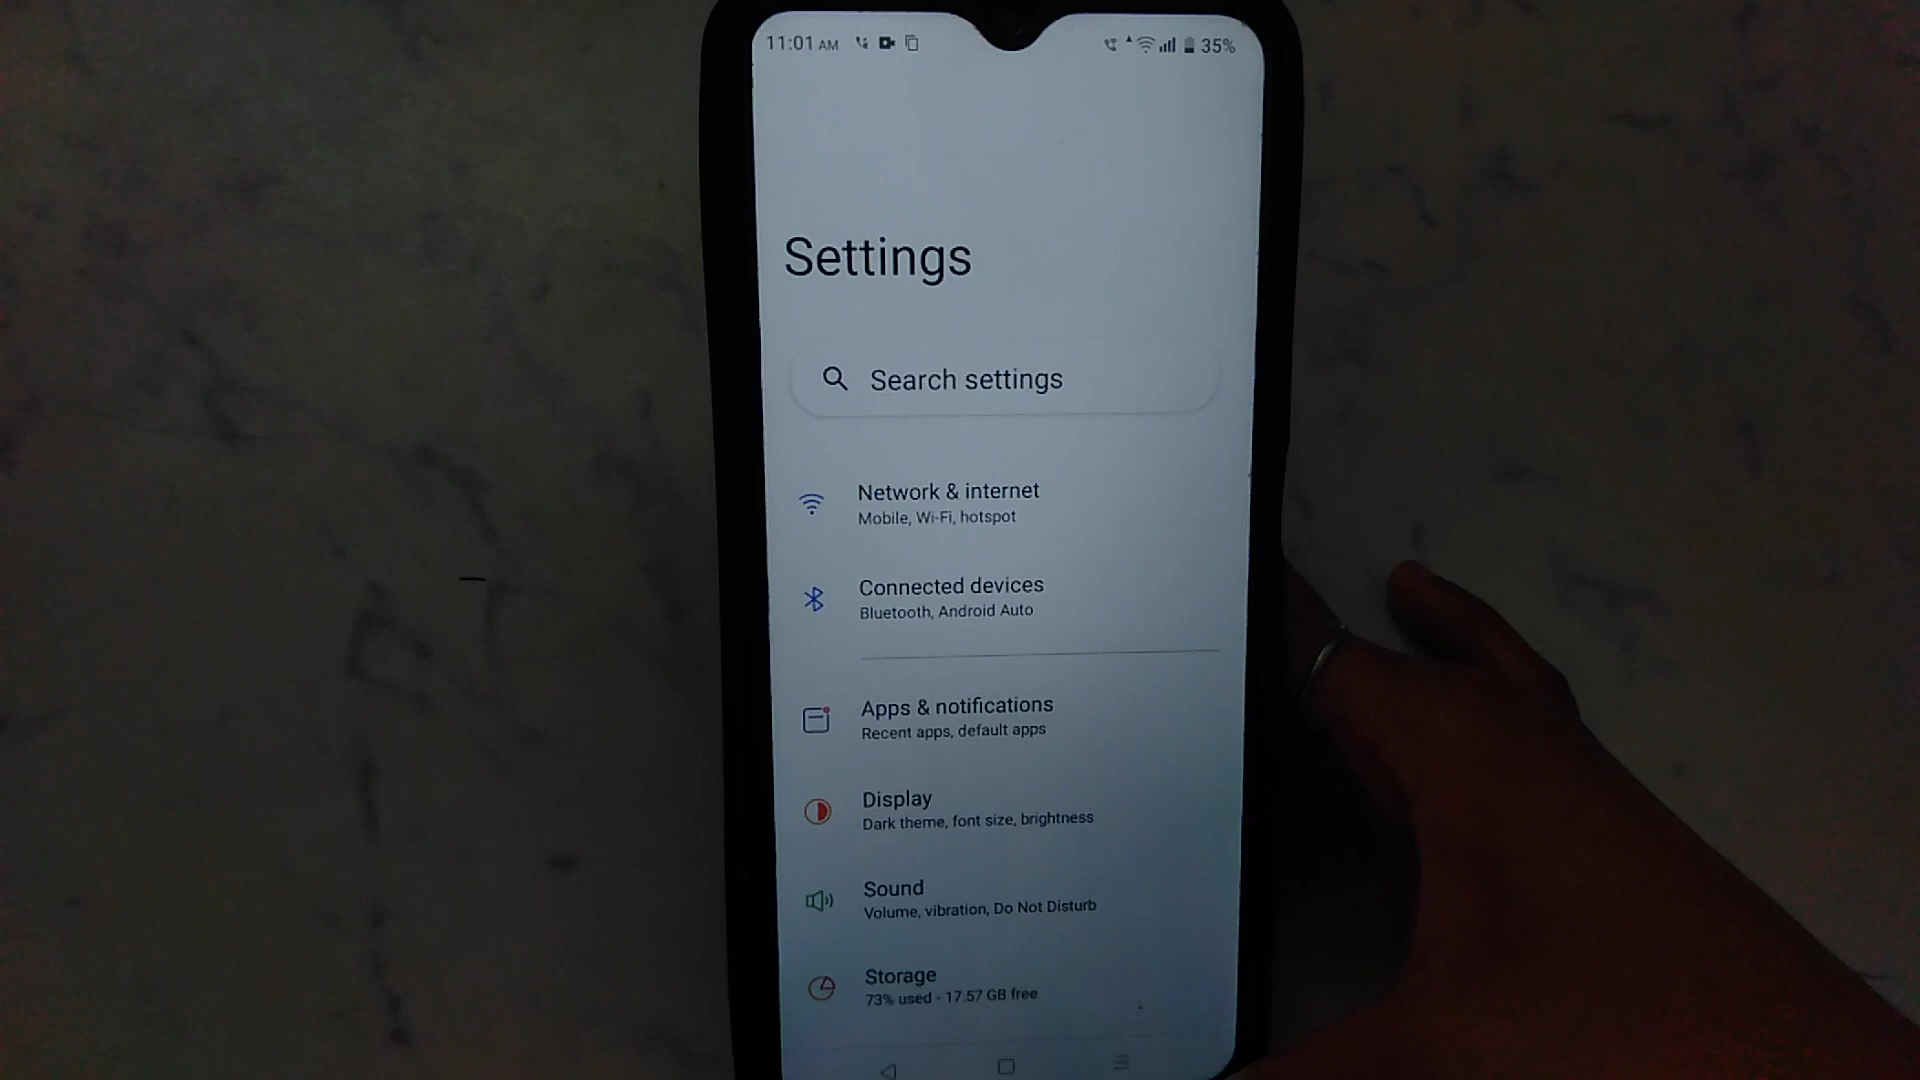 11:01 AM
35%
Settings
Search settings
Network & internet
Mobile, Wi-Fi, hotspot
Connected devices
Bluetooth, Android Auto
Apps & notifications
Recent apps, default apps
Display
Dark theme, font size, brightness
Sound
Volume, vibration, Do Not Disturb
Storage
73% used - 17.57 GB free